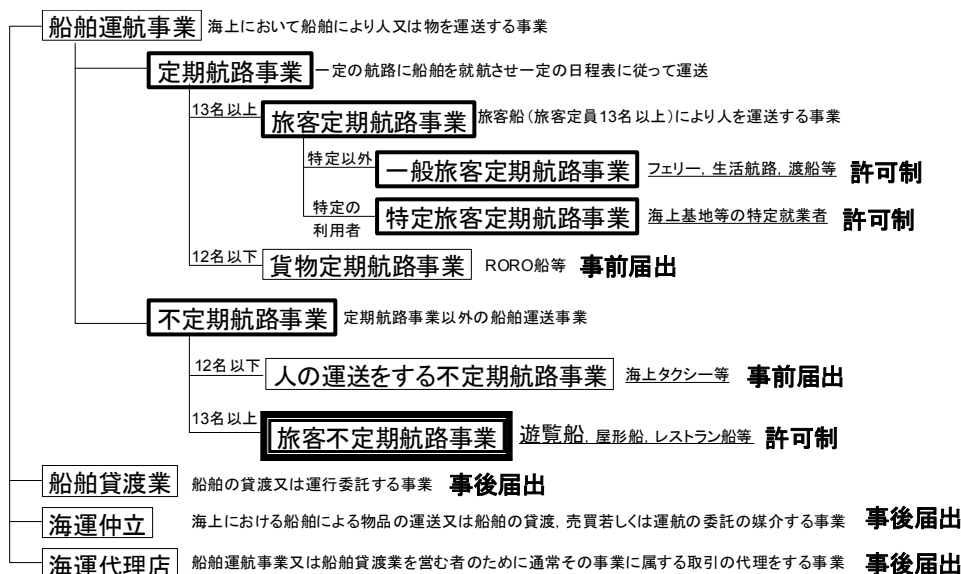 船舶運航事業 海上において船舶により人又は物を運送する事業
定期航路事業 一定の航路に船舶を就航させ一定の日程表に従って運送
13名以上 旅客定期航路事業 旅客船(旅客定員13名以上)により人を運送する事業
特定以外 一般旅客定期航路事業 フェリー, 生活航路, 渡船等 許可制
特定の
利用者 特定旅客定期航路事業 海上基地等の特定就業者 許可制
12名以下 貨物定期航路事業 RORO船等 事前届出
不定期航路事業 定期航路事業以外の船舶運送事業
12名以下 人の運送をする不定期航路事業 海上タクシー等 事前届出
13名以上 旅客不定期航路事業 遊覧船, 屋形船, レストラン船等 許可制
船舶貸渡業 船舶の貸渡又は運行委託する事業 事後届出
海運仲立 海上における船舶による物品の運送又は船舶の貸渡, 売買若しくは運航の委託の媒介する事業 事後届出
海運代理店 船舶運航事業又は船舶貸渡業を営む者のために通常その事業に属する取引の代理をする事業 事後届出